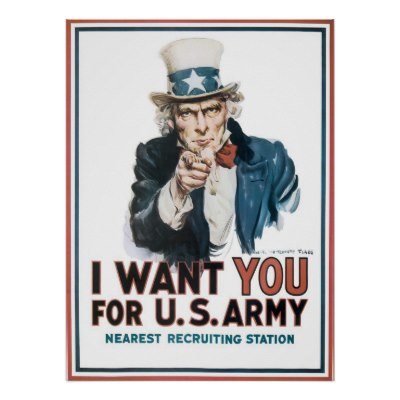 I WANT YOU
FOR U.S. ARMY
NEAREST RECRUITING STATION